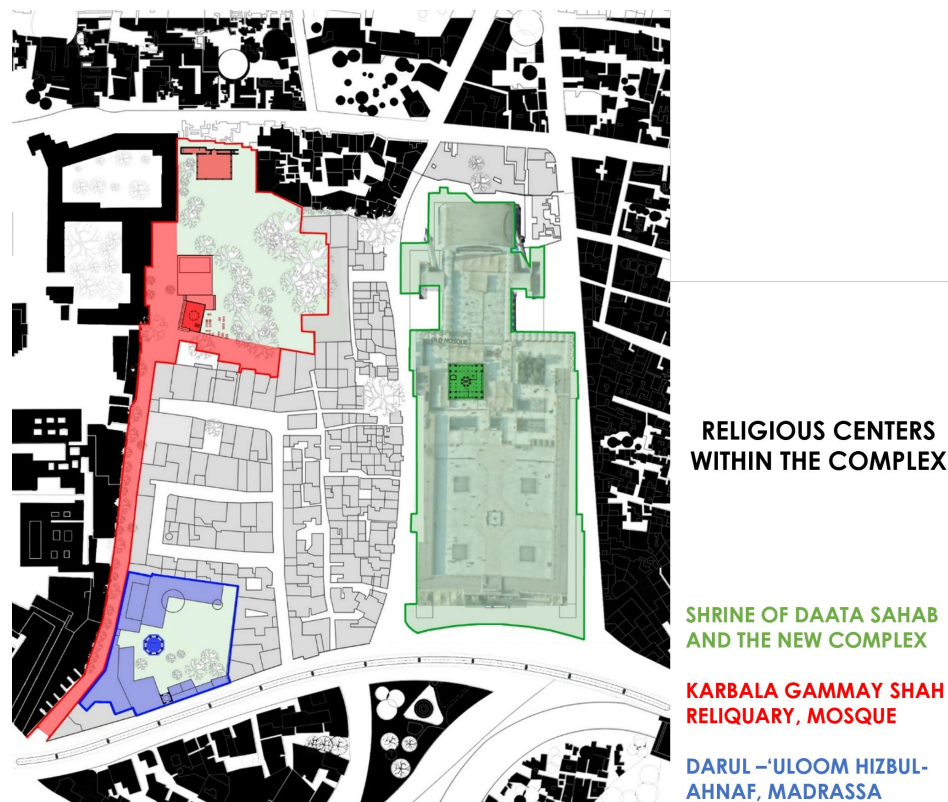 RELIGIOUS CENTERS
WITHIN THE COMPLEX
SHRINE OF DAATA SAHAB
AND THE NEW COMPLEX
KARBALA GAMMAY SHAH
RELIQUARY, MOSQUE
DARUL –‘ULOOM HIZBUL-
AHNAF, MADRASSA